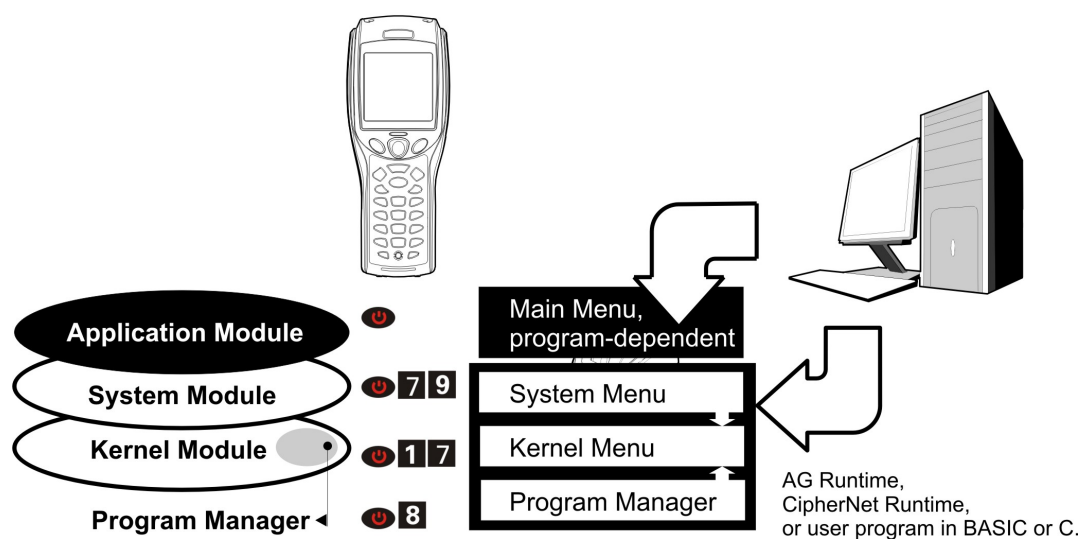 Application Module
Main Menu,
program-dependent
System Module
7 9
System Menu
Kernel Module
1 7
Kernel Menu
Program Manager
8
Program Manager
AG Runtime,
CipherNet Runtime,
or user program in BASIC or C.